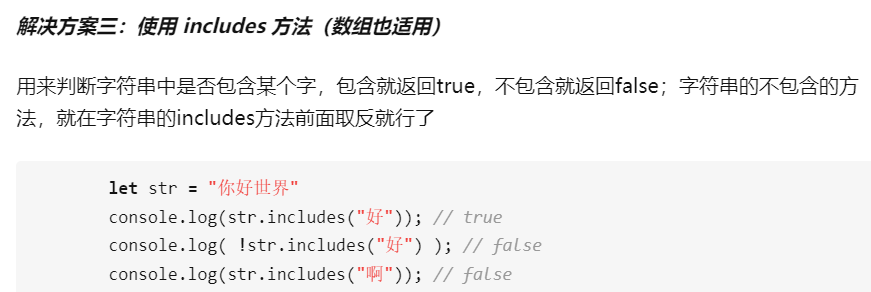 解决方案三：使用 includes 方法（数组也适用）
用来判断字符串中是否包含某个字，包含就返回true，不包含就返回false；字符串的不包含的方
法，就在字符串的includes方法前面取反就行了
let str = "你好世界"
console.log(str.includes("好")); // true
console.log( !str.includes("好") ); // false
console.log(str.includes("啊")); // false